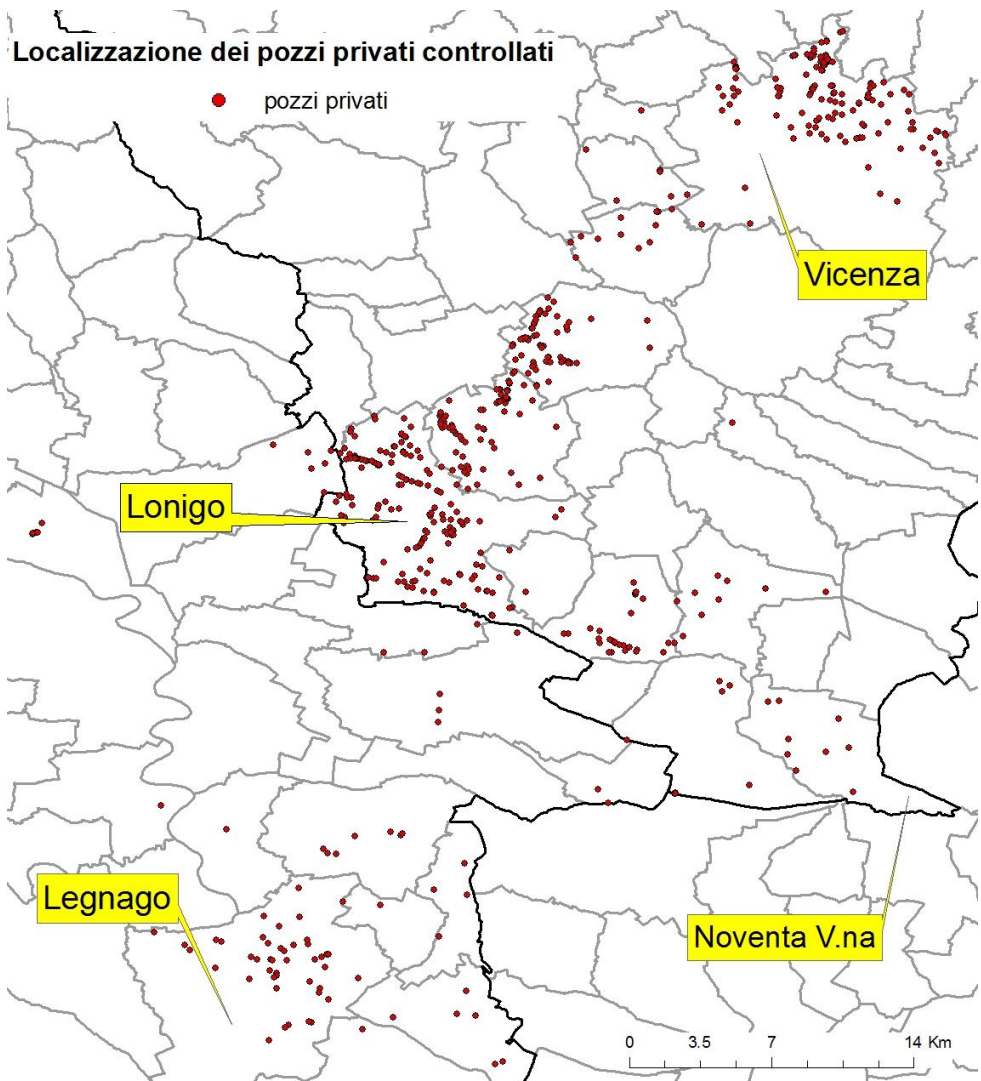 Localizzazione dei pozzi privati controllati
pozzi privati
Vicenza
Lonigo
Legnago
Noventa V.na
0 3.5 7 14 Km